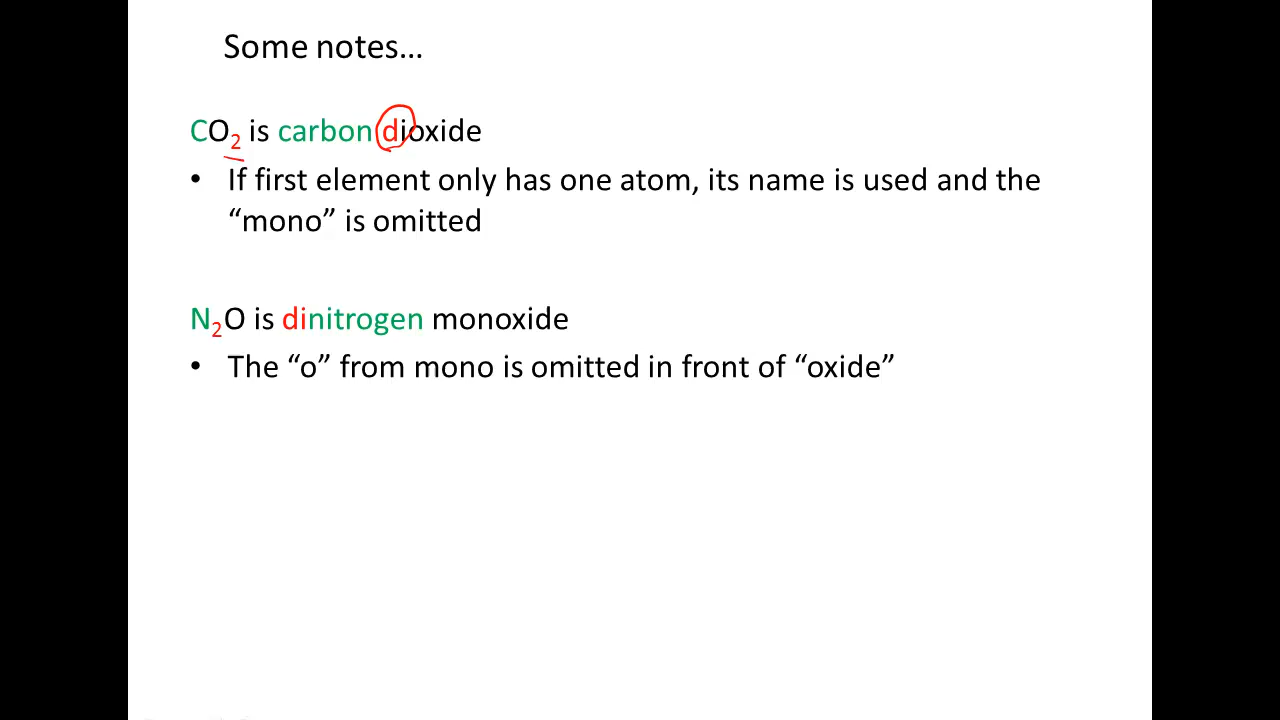 Some notes…
CO₂ is carbon dioxide
• If first element only has one atom, its name is used and the
“mono” is omitted
N₂O is dinitrogen monoxide
• The “o” from mono is omitted in front of “oxide”